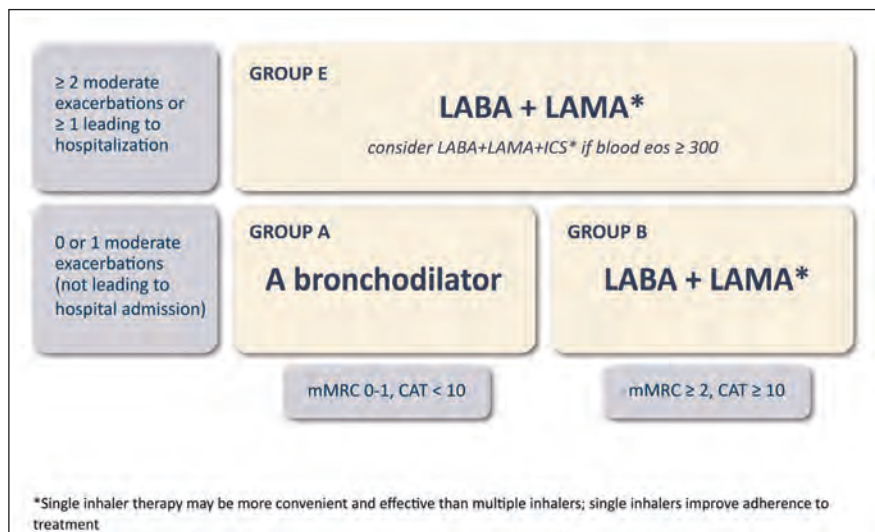 ≥ 2 moderate
exacerbations or
≥ 1 leading to
hospitalization
GROUP E
LABA + LAMA*
consider LABA+LAMA+ICS* if blood eos ≥ 300
0 or 1 moderate
exacerbations
(not leading to
hospital admission)
GROUP A
A bronchodilator
GROUP B
LABA + LAMA*
mMRC 0-1, CAT < 10
mMRC ≥ 2, CAT ≥ 10
*Single inhaler therapy may be more convenient and effective than multiple inhalers; single inhalers improve adherence to
treatment